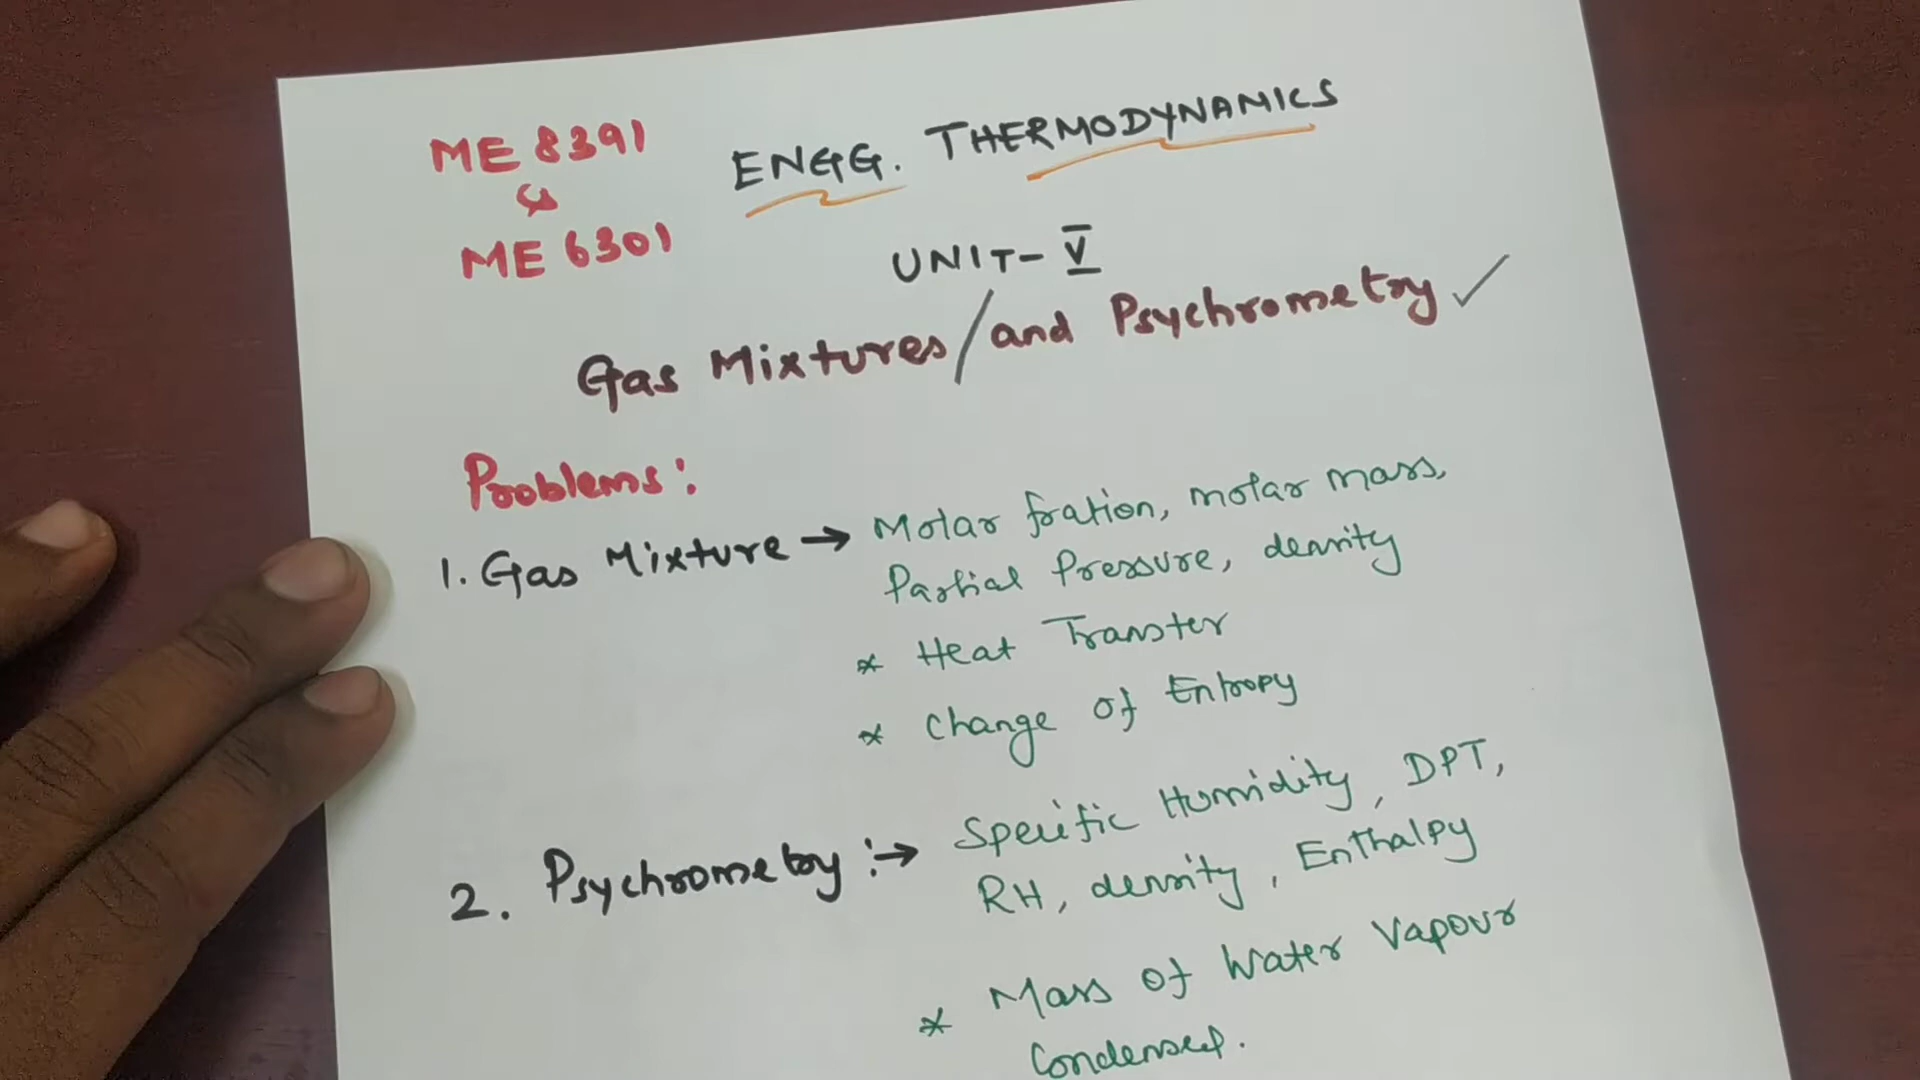 ME 8391
&
ME 6301
ENGG. THERMODYNAMICS
UNIT- V
Gas Mixtures/and Psychrometry ✓
Problems:
1. Gas Mixture → Molar fration, molar mass,
Partial Pressure, density
* Heat Transfer
* Change of Entropy
2. Psychrometry :→ Specific Humidity, DPT,
RH, density, Enthalpy
* Mass of Water Vapour
Condensed.